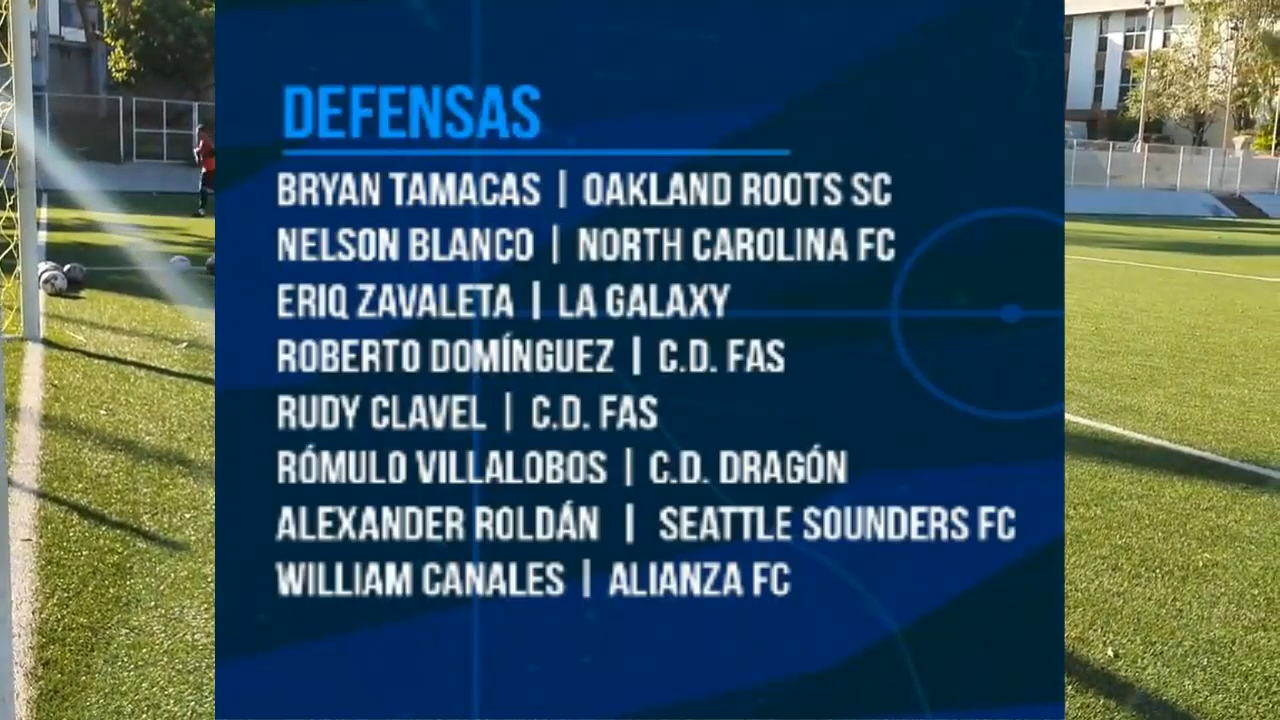 DEFENSAS
BRYAN TAMACAS | OAKLAND ROOTS SC
NELSON BLANCO | NORTH CAROLINA FC
ERIQ ZAVALETA | LA GALAXY
ROBERTO DOMÍNGUEZ | C.D. FAS
RUDY CLAVEL | C.D. FAS
RÓMULO VILLALOBOS | C.D. DRAGÓN
ALEXANDER ROLDÁN | SEATTLE SOUNDERS FC
WILLIAM CANALES | ALIANZA FC